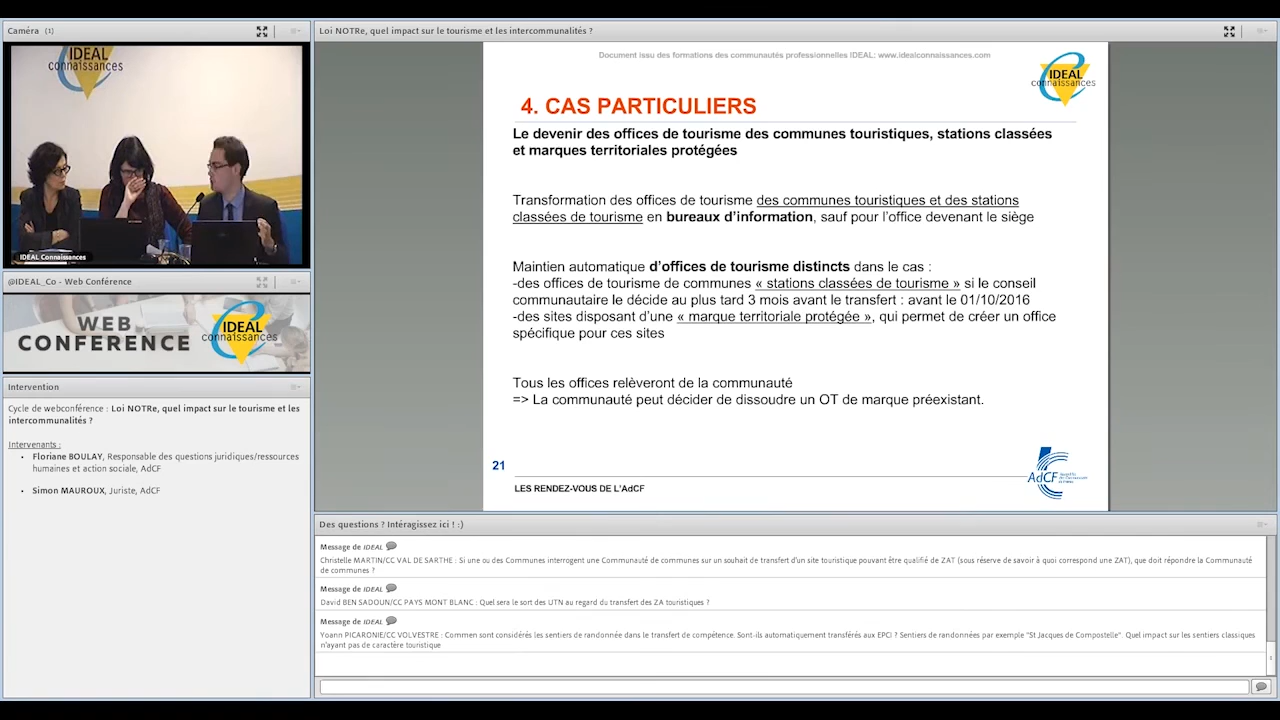 Caméra (1)
IDEAL
connaissances
IDEAL Connaissances
@IDEAL_Co - Web Conférence
WEB
CONFERENCE
IDEAL
connaissances
Intervention
Cycle de webconférence : Loi NOTRe, quel impact sur le tourisme et les
intercommunalités ?
Intervenants :
• Floriane BOULAY, Responsable des questions juridiques/ressources
humaines et action sociale, AdCF
• Simon MAUROUX, Juriste, AdCF
Loi NOTRe, quel impact sur le tourisme et les intercommunalités ?
Document issu des formations des communautés professionnelles IDEAL: www.idealconnaissances.com
IDEAL
connaissances
4. CAS PARTICULIERS
Le devenir des offices de tourisme des communes touristiques, stations classées
et marques territoriales protégées
Transformation des offices de tourisme des communes touristiques et des stations
classées de tourisme en bureaux d'information, sauf pour l'office devenant le siège
Maintien automatique d'offices de tourisme distincts dans le cas :
-des offices de tourisme de communes « stations classées de tourisme » si le conseil
communautaire le décide au plus tard 3 mois avant le transfert : avant le 01/10/2016
-des sites disposant d'une « marque territoriale protégée », qui permet de créer un office
spécifique pour ces sites
Tous les offices relèveront de la communauté
=> La communauté peut décider de dissoudre un OT de marque préexistant.
21
LES RENDEZ-VOUS DE L'AdCF
AdCF
Des questions ? Intéragissez ici ! :)
Message de IDEAL
Christelle MARTIN/CC VAL DE SARTHE : Si une ou des Communes interrogent une Communauté de communes sur un souhait de transfert d'un site touristique pouvant être qualifié de ZAT (sous réserve de savoir à quoi correspond une ZAT), que doit répondre la Communauté
de communes ?
Message de IDEAL
David BEN SADOUN/CC PAYS MONT BLANC : Quel sera le sort des UTN au regard du transfert des ZA touristiques ?
Message de IDEAL
Yoann PICARONIE/CC VOLVESTRE : Commen sont considérés les sentiers de randonnée dans le transfert de compétence. Sont-ils automatiquement transférés aux EPCI ? Sentiers de randonnées par exemple "St Jacques de Compostelle". Quel impact sur les sentiers classiques
n'ayant pas de caractère touristique